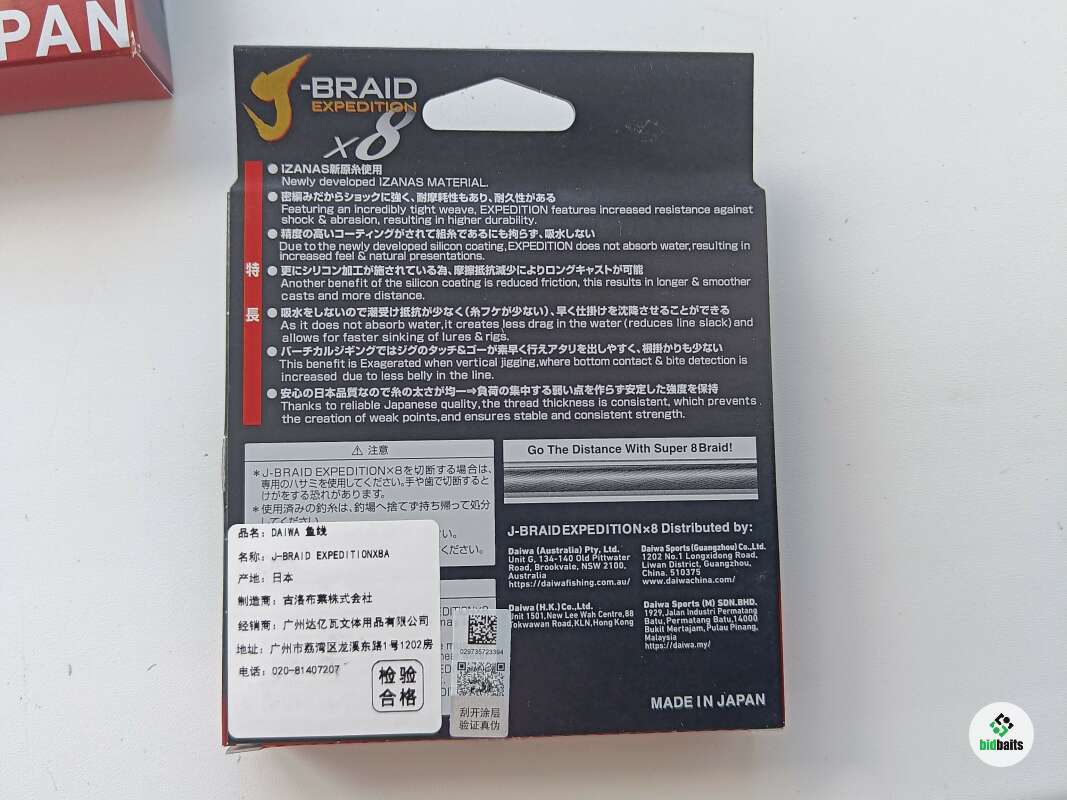 PAN
J-BRAID
EXPEDITION
x8
特長
● IZANAS新原糸使用
Newly developed IZANAS MATERIAL.
● 密編みだからショックに強く、耐摩耗性もあり、耐久性がある
Featuring an incredibly tight weave, EXPEDITION features increased resistance against
shock & abrasion, resulting in higher durability.
● 精度の高いコーティングがされて組糸であるにも拘らず、吸水しない
Due to the newly developed silicon coating,EXPEDITION does not absorb water,resulting in
increased feel & natural presentations.
● 更にシリコン加工が施されている為、摩擦抵抗減少によりロングキャストが可能
Another benefit of the silicon coating is reduced friction, this results in longer & smoother
casts and more distance.
● 吸水をしないので潮受け抵抗が少なく(糸フケが少ない)、早く仕掛けを沈降させることができる
As it does not absorb water,it creates less drag in the water(reduces line slack)and
allows for faster sinking of lures & rigs.
● バーチカルジギングではジグのタッチ&ゴーが素早く行えアタリを出しやすく、根掛かりも少ない
This benefit is Exagerated when vertical jigging,where bottom contact & bite detection is
increased due to less belly in the line.
● 安心の日本品質なので糸の太さが均一⇒負荷の集中する弱い点を作らず安定した強度を保持
Thanks to reliable Japanese quality,the thread thickness is consistent, which prevents
the creation of weak points,and ensures stable and consistent strength.
⚠ 注意
*J-BRAID EXPEDITION×8を切断する場合は、
専用のハサミを使用してください。手や歯で切断すると
けがをする恐れがあります。
*使用済みの釣糸は、釣場へ捨てず持ち帰って処分
してください。
い。
ください。
品名: DAIWA 鱼线
名称: J-BRAID EXPEDITIONX8A
产地: 日本
制造商: 古洛布莱株式会社
经销商: 广州达亿瓦文体用品有限公司
地址: 广州市荔湾区龙溪东路1号1202房
电话: 020-81407207
检验
合格
029735723394
刮开涂层
验证真伪
Go The Distance With Super 8Braid!
J-BRAID EXPEDITION×8 Distributed by:
Daiwa (Australia) Pty, Ltd.
Unit G, 134-140 Old Pittwater
Road, Brookvale, NSW 2100,
Australia
https://daiwafishing.com.au/
Daiwa Sports(Guangzhou)Co.,Ltd.
1202 No.1 Longxidong Road,
Liwan District, Guangzhou,
China. 510375
www.daiwachina.com/
Daiwa (H.K.)Co.,Ltd.
Unit 1501,New Lee Wah Centre,88
Tokwawan Road,KLN,Hong Kong
Daiwa Sports (M) SDN.BHD.
1929,Jalan Industri Permatang
Batu,Permatang Batu,14000
Bukit Mertajam,Pulau Pinang,
Malaysia
https://daiwa.my/
MADE IN JAPAN
bidbaits